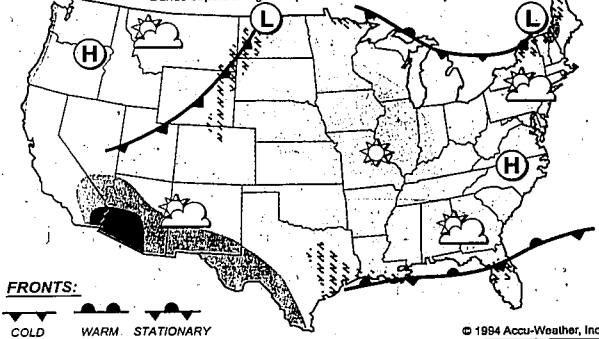 L
L
H
H
FRONTS:
COLD WARM STATIONARY
© 1994 Accu-Weather, Inc